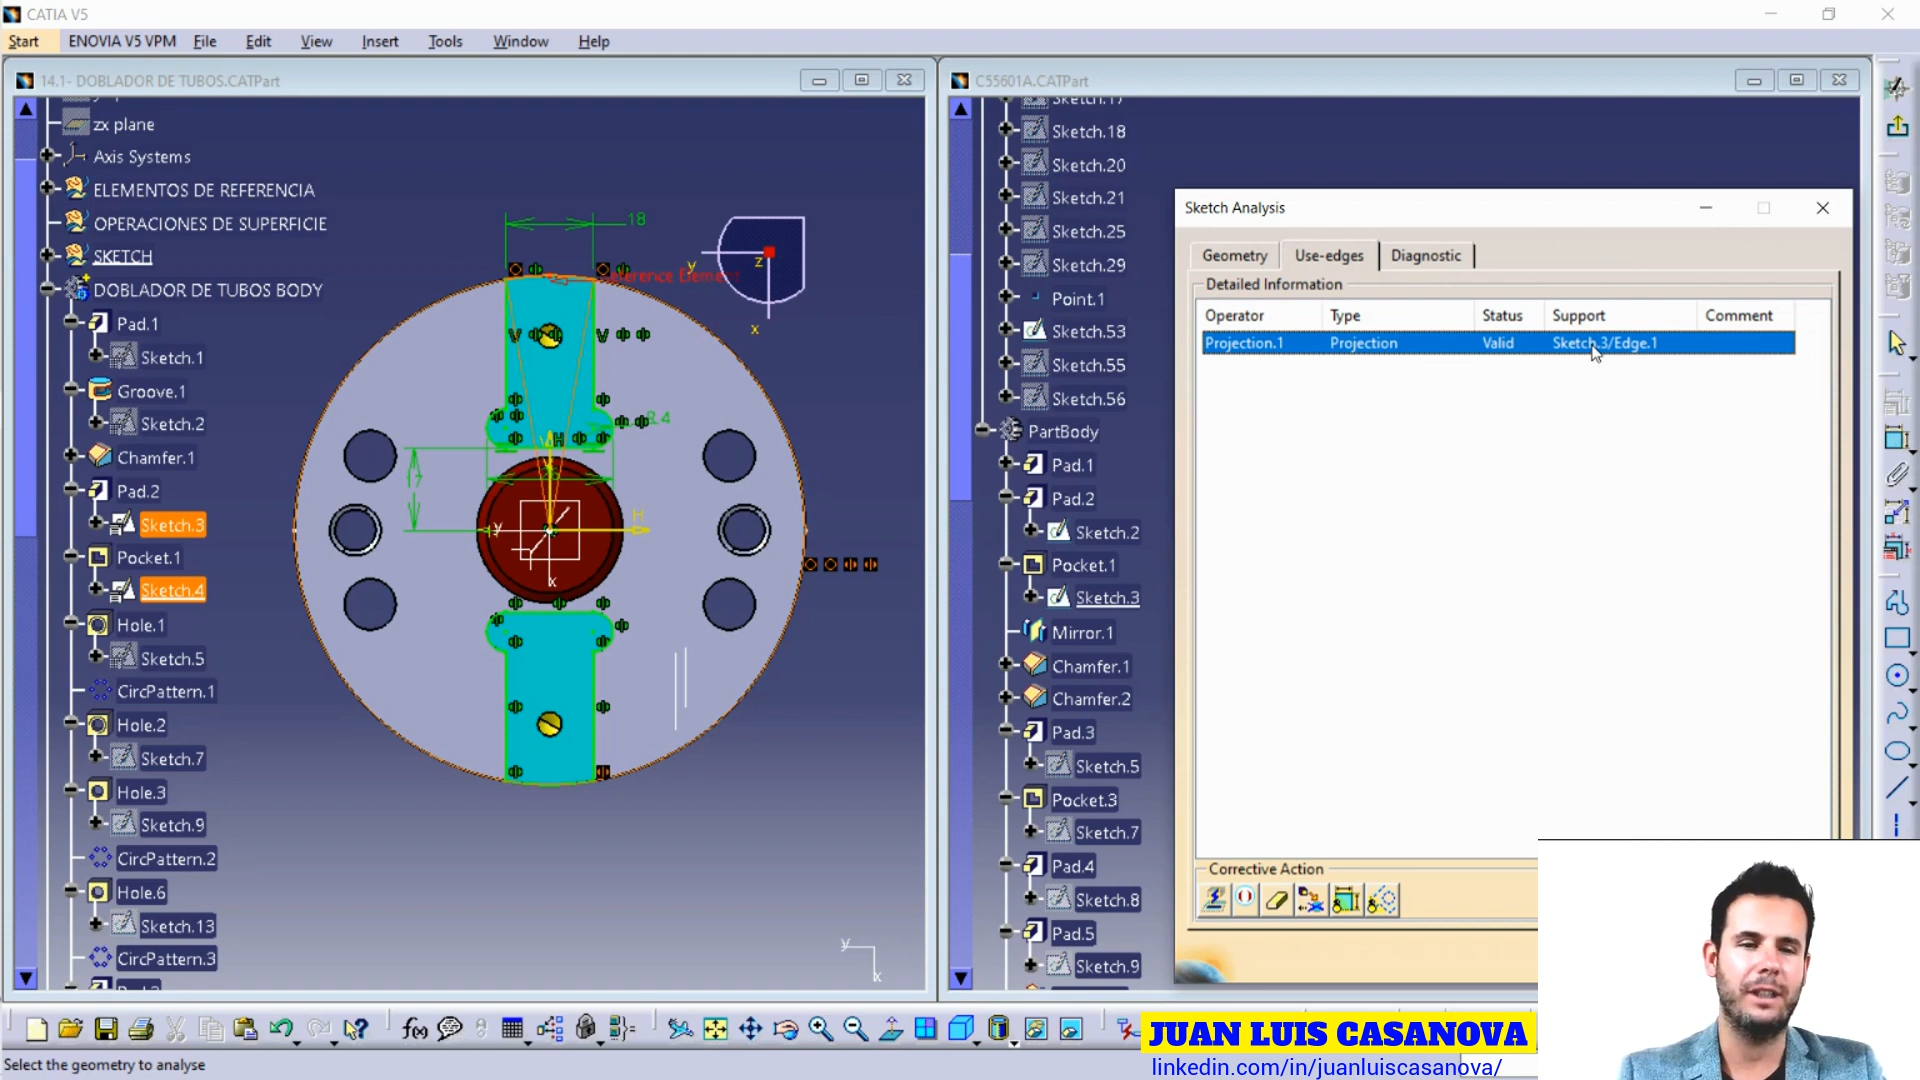 CATIA V5
Start ENOVIA V5 VPM File Edit View Insert Tools Window Help
14.1- DOBLADOR DE TUBOS.CATPart
zx plane
Axis Systems
ELEMENTOS DE REFERENCIA
OPERACIONES DE SUPERFICIE
SKETCH
DOBLADOR DE TUBOS BODY
Pad.1
Sketch.1
Groove.1
Sketch.2
Chamfer.1
Pad.2
Sketch.3
Pocket.1
Sketch.4
Hole.1
Sketch.5
CircPattern.1
Hole.2
Sketch.7
Hole.3
Sketch.9
CircPattern.2
Hole.6
Sketch.13
CircPattern.3
18
Reference Element
y
z
x
V
V
R 4
17
H
V
H
y
x
y
x
C55601A.CATPart
Sketch.17
Sketch.18
Sketch.20
Sketch.21
Sketch.25
Sketch.29
Point.1
Sketch.53
Sketch.55
Sketch.56
PartBody
Pad.1
Pad.2
Sketch.2
Pocket.1
Sketch.3
Mirror.1
Chamfer.1
Chamfer.2
Pad.3
Sketch.5
Pocket.3
Sketch.7
Pad.4
Sketch.8
Pad.5
Sketch.9
Sketch Analysis
Geometry Use-edges Diagnostic
Detailed Information
Operator Type Status Support Comment
Projection.1 Projection Valid Sketch.3/Edge.1
Corrective Action
f(x)
JUAN LUIS CASANOVA
linkedin.com/in/juanluiscasanova/
Select the geometry to analyse